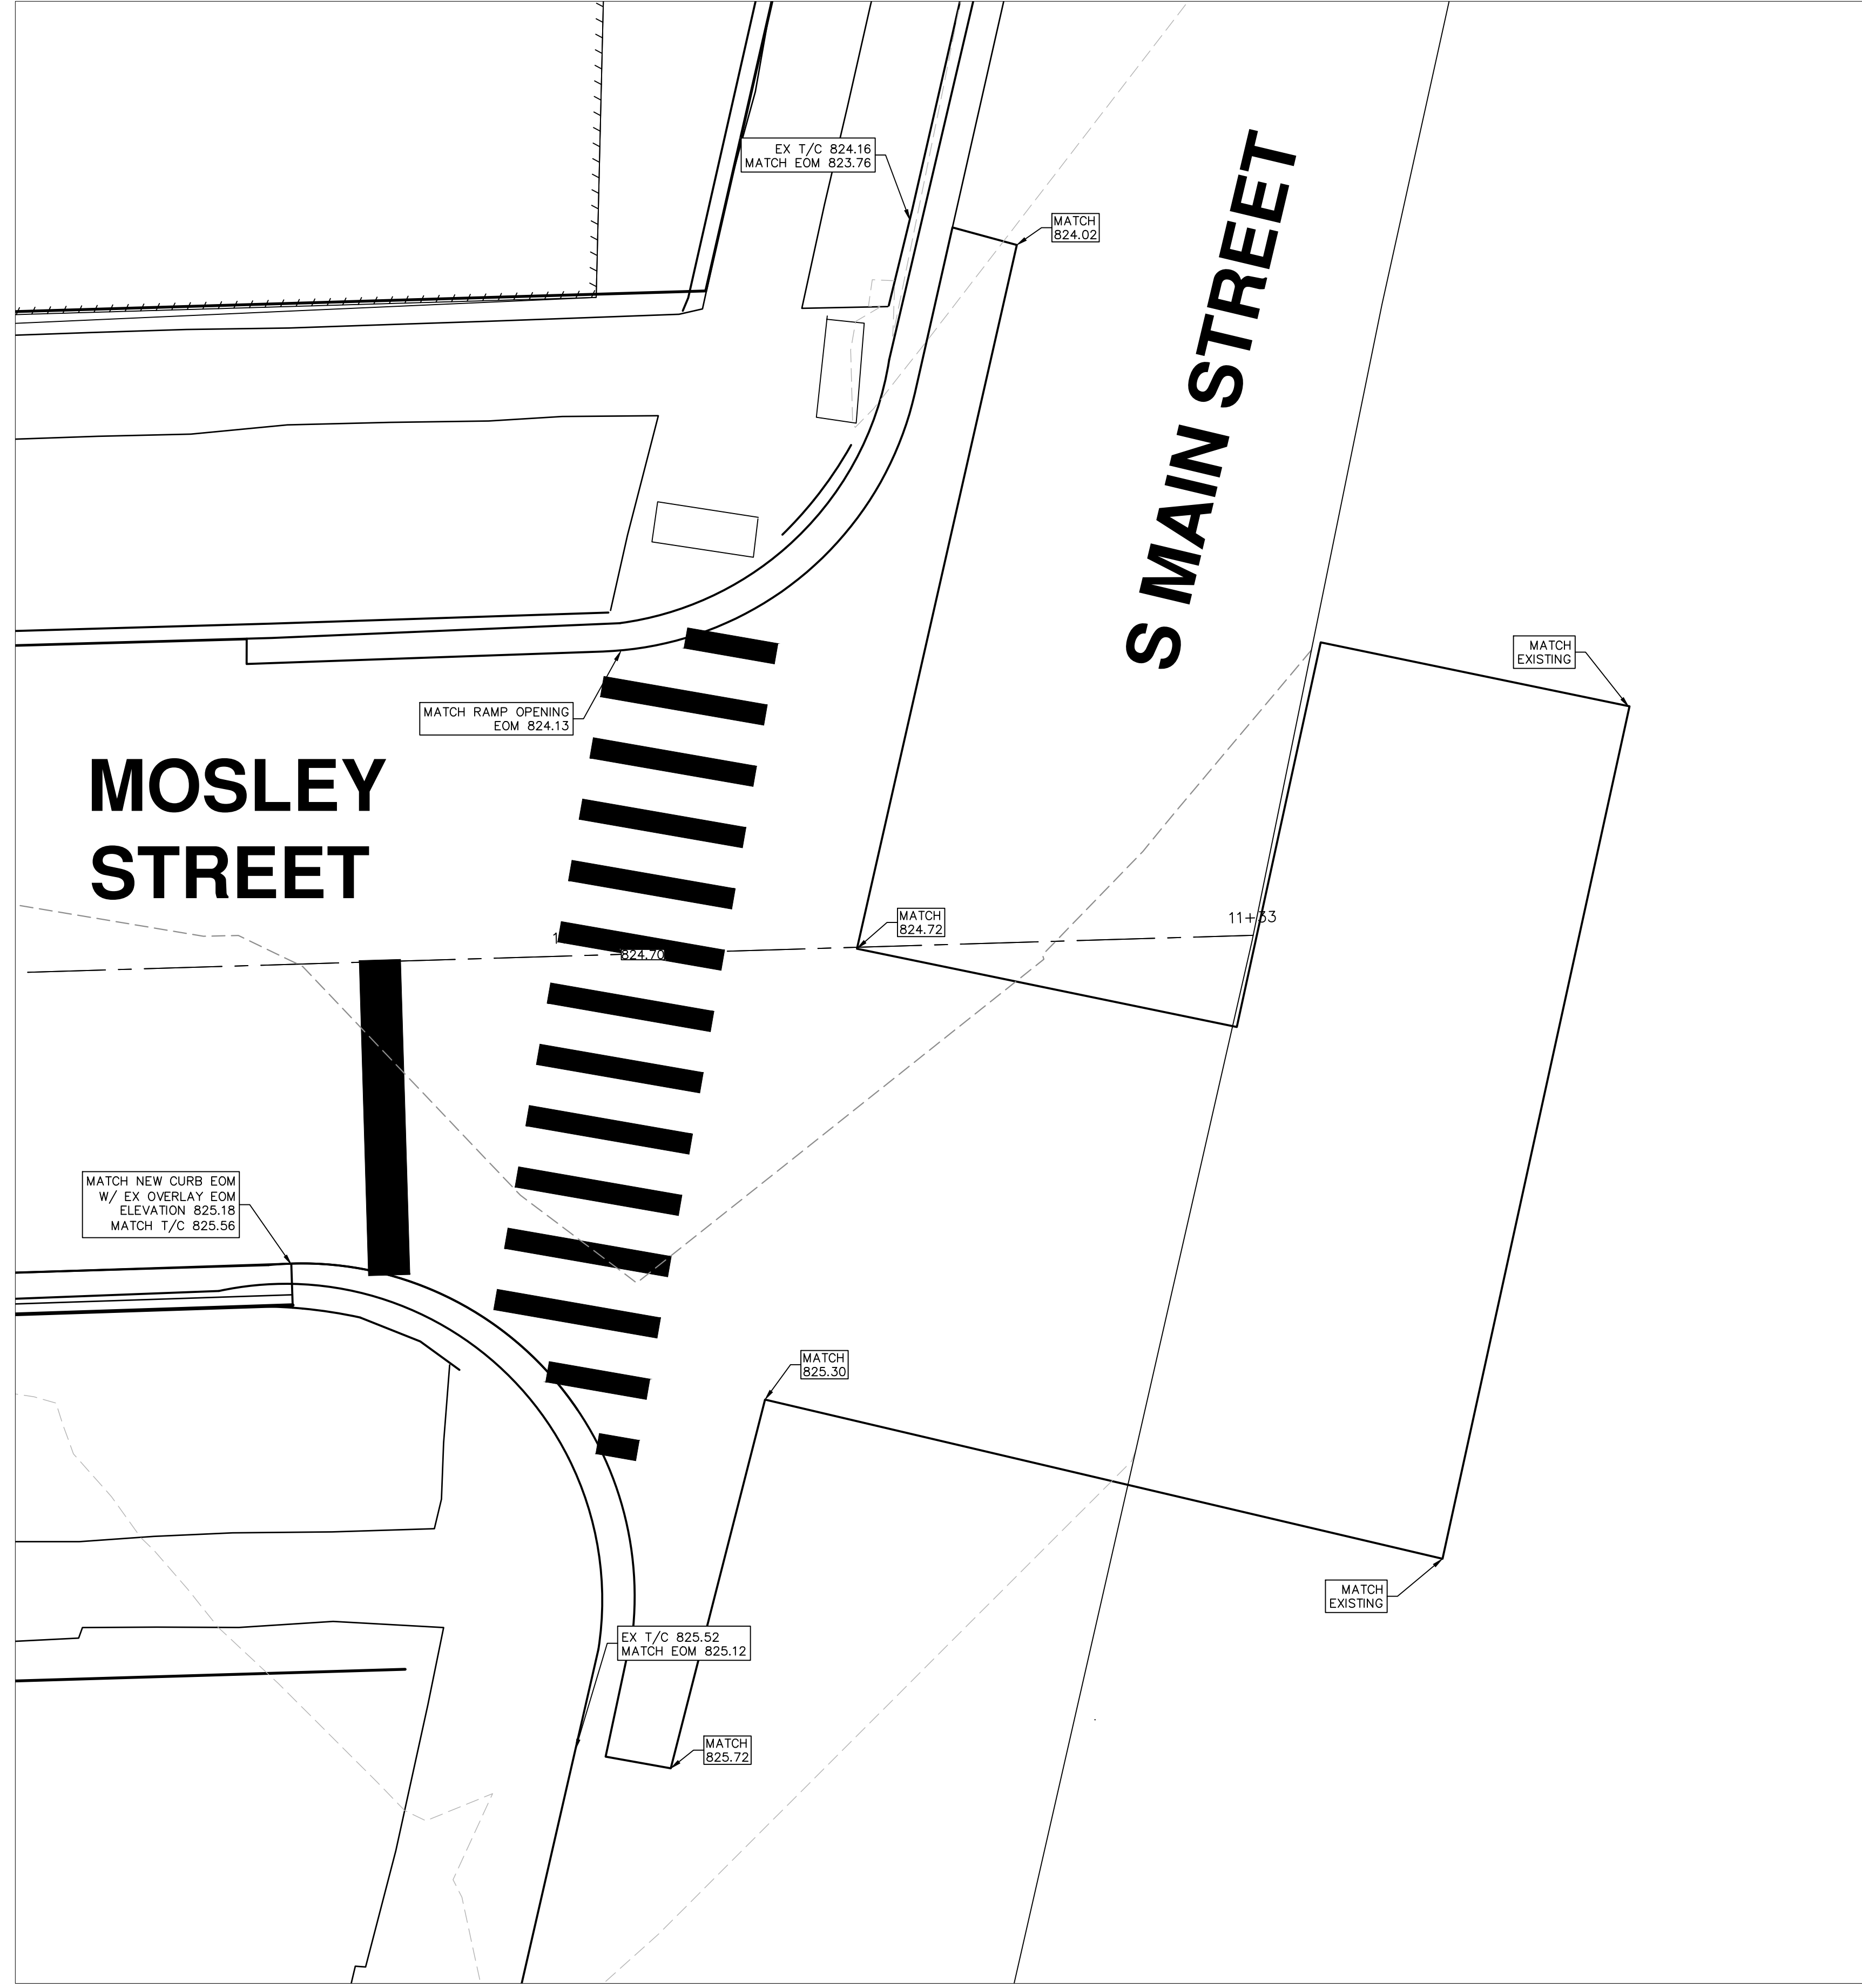 EX T/C 824.16
MATCH EOM 823.76
MATCH
824.02
S MAIN STREET
MATCH
EXISTING
MATCH RAMP OPENING
EOM 824.13
MOSLEY
STREET
MATCH
824.72
11+33
1
824.70
MATCH NEW CURB EOM
W/ EX OVERLAY EOM
ELEVATION 825.18
MATCH T/C 825.56
MATCH
825.30
MATCH
EXISTING
EX T/C 825.52
MATCH EOM 825.12
MATCH
825.72